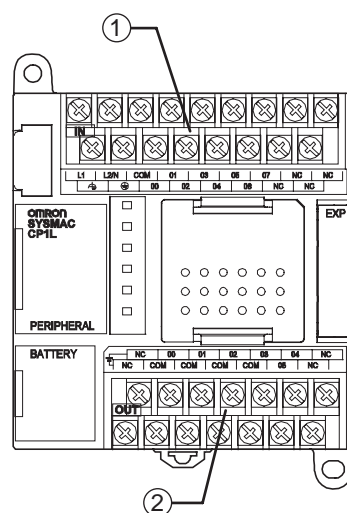 1
IN
L1 L2/N COM 01 03 05 07 NC NC
00 02 04 06 NC NC
OMRON
SYSMAC
CP1L
EXP
PERIPHERAL
BATTERY
NC 00 01 02 03 04 NC
NC COM COM COM COM 05 NC
OUT
2